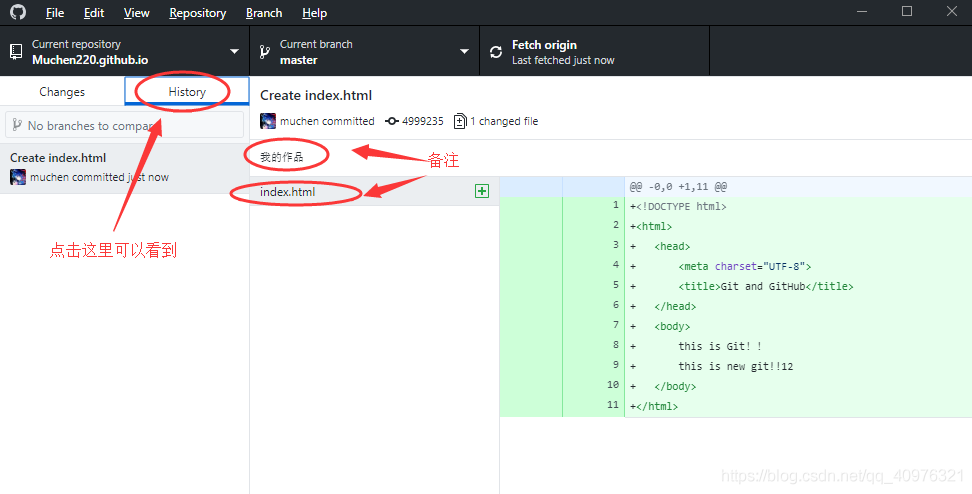 File Edit View Repository Branch Help
Current repository
Muchen220.github.io
Current branch
master
Fetch origin
Last fetched just now
Changes
History
No branches to compare
Create index.html
muchen committed just now
点击这里可以看到
Create index.html
muchen committed 4999235 1 changed file
我的作品
备注
index.html
@@ -0,0 +1,11 @@
1 +<!DOCTYPE html>
2 +<html>
3 + <head>
4 + <meta charset="UTF-8">
5 + <title>Git and GitHub</title>
6 + </head>
7 + <body>
8 + this is Git!！
9 + this is new git!!12
10 + </body>
11 +</html>
https://blog.csdn.net/qq_40976321